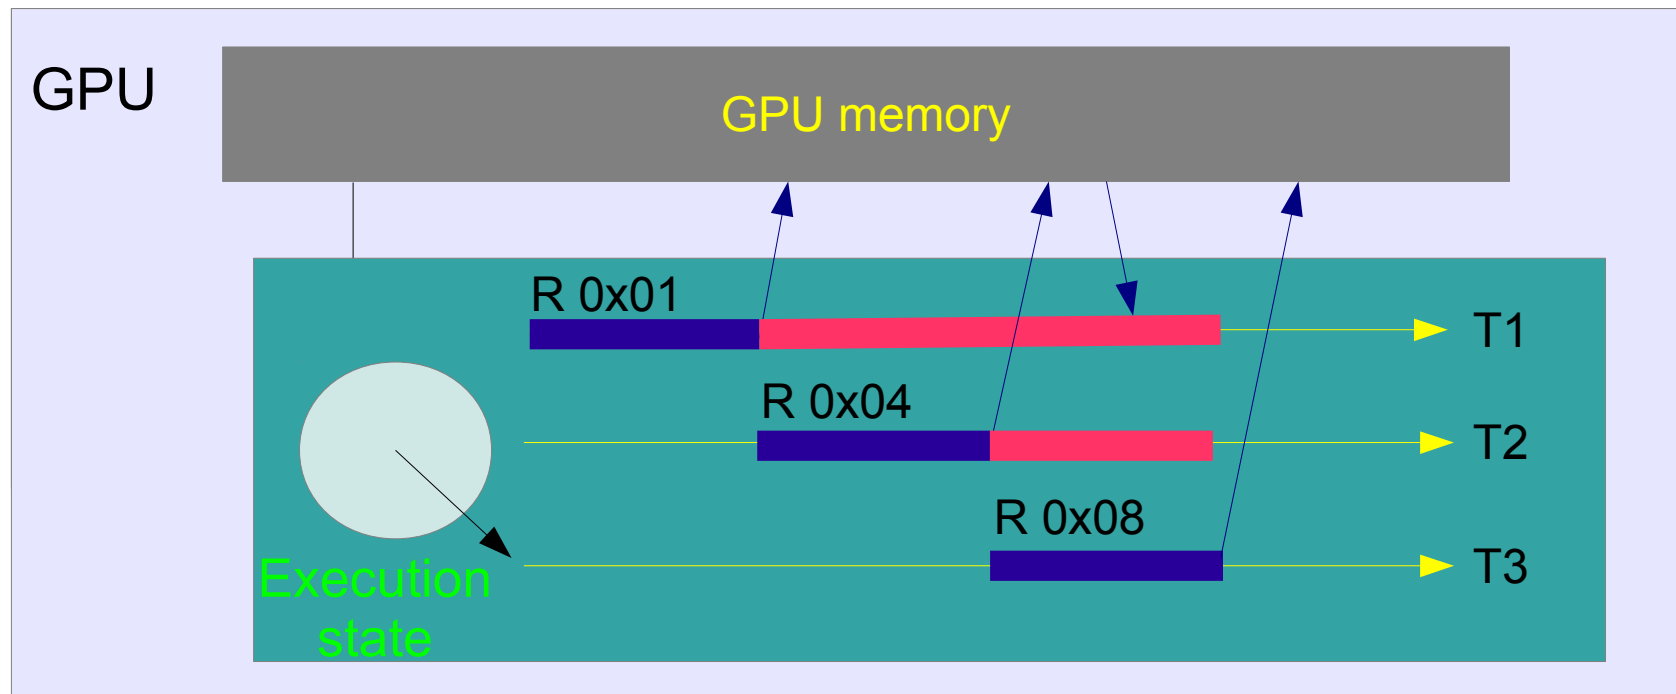 GPU
GPU memory
R 0x01
T1
R 0x04
T2
R 0x08
T3
Execution
state